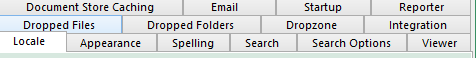 Document Store Caching Email Startup Reporter
Dropped Files Dropped Folders Dropzone Integration
Locale Appearance Spelling Search Search Options Viewer